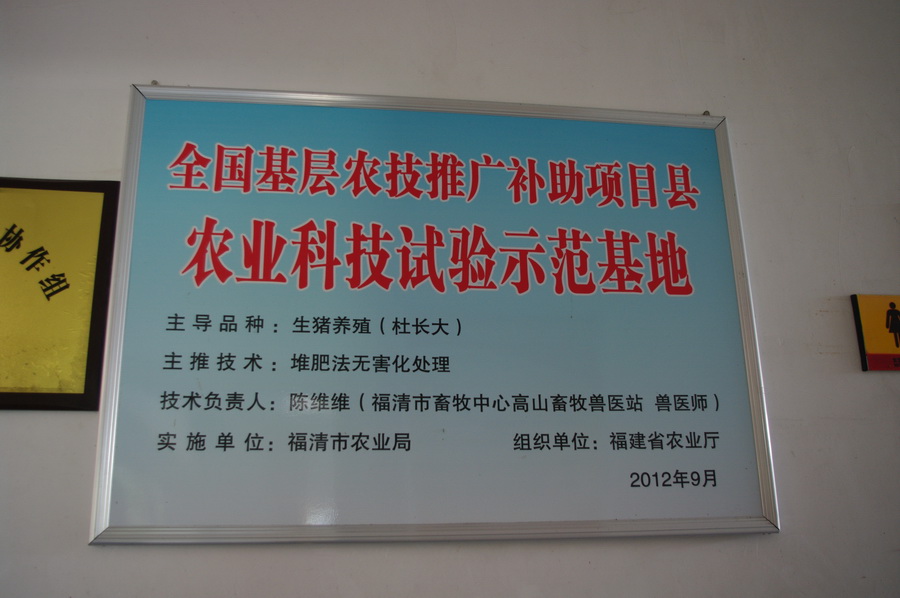 全国基层农技推广补助项目县
农业科技试验示范基地
主导品种：生猪养殖（杜长大）
主推技术：堆肥法无害化处理
技术负责人：陈维维（福清市畜牧中心高山畜牧兽医站 兽医师）
实施单位：福清市农业局 组织单位：福建省农业厅
2012年9月
协作组